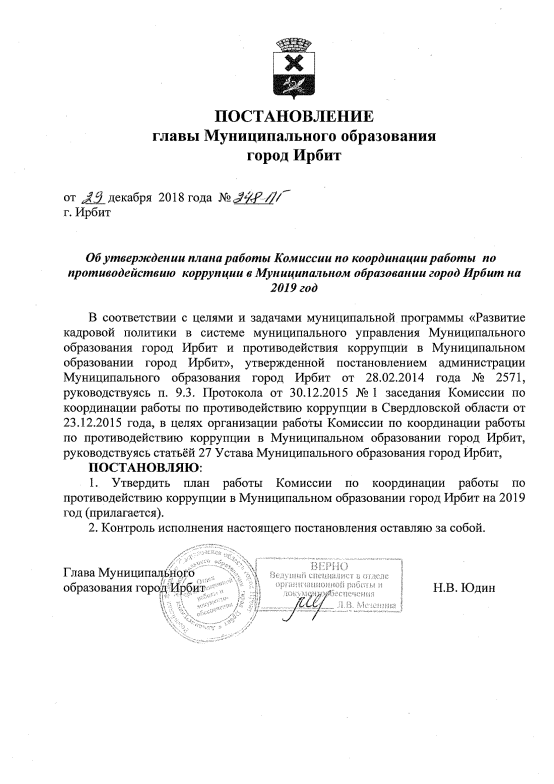 ПОСТАНОВЛЕНИЕ
главы Муниципального образования
город Ирбит
от 29 декабря 2018 года № 248-ПГ
г. Ирбит
Об утверждении плана работы Комиссии по координации работы по
противодействию коррупции в Муниципальном образовании город Ирбит на
2019 год
В соответствии с целями и задачами муниципальной программы «Развитие
кадровой политики в системе муниципального управления Муниципального
образования город Ирбит и противодействия коррупции в Муниципальном
образовании город Ирбит», утвержденной постановлением администрации
Муниципального образования город Ирбит от 28.02.2014 года № 2571,
руководствуясь п. 9.3. Протокола от 30.12.2015 №1 заседания Комиссии по
координации работы по противодействию коррупции в Свердловской области от
23.12.2015 года, в целях организации работы Комиссии по координации работы
по противодействию коррупции в Муниципальном образовании город Ирбит,
руководствуясь статьёй 27 Устава Муниципального образования город Ирбит,
ПОСТАНОВЛЯЮ:
1. Утвердить план работы Комиссии по координации работы по
противодействию коррупции в Муниципальном образовании город Ирбит на 2019
год (прилагается).
2. Контроль исполнения настоящего постановления оставляю за собой.
Глава Муниципального
образования город Ирбит Н.В. Юдин
ВЕРНО
Ведущий специалист в отделе
организационной работы и
документообеспечения
Л.В. Меченина